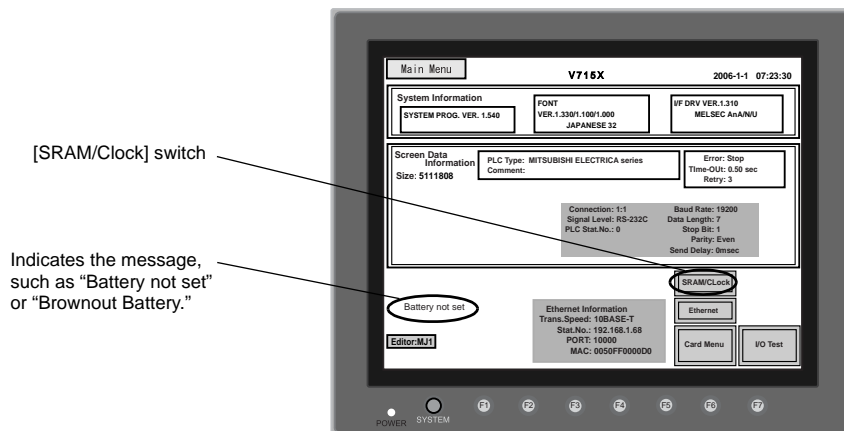 Main Menu
V715X
2006-1-1 07:23:30
System Information
SYSTEM PROG. VER. 1.540
FONT
VER.1.330/1.100/1.000
JAPANESE 32
I/F DRV VER.1.310
MELSEC AnA/N/U
[SRAM/Clock] switch
Screen Data
Information
Size: 5111808
PLC Type: MITSUBISHI ELECTRICA series
Comment:
Error: Stop
TIme-OUt: 0.50 sec
Retry: 3
Connection: 1:1
Signal Level: RS-232C
PLC Stat.No.: 0
Baud Rate: 19200
Data Length: 7
Stop Bit: 1
Parity: Even
Send Delay: 0msec
Indicates the message,
such as “Battery not set”
or “Brownout Battery.”
SRAM/CLock
Battery not set
Ethernet Information
Trans.Speed: 10BASE-T
Stat.No.: 192.168.1.68
PORT: 10000
MAC: 0050FF0000D0
Ethernet
Editor:MJ1
Card Menu
I/O Test
POWER
SYSTEM
F1
F2
F3
F4
F5
F6
F7